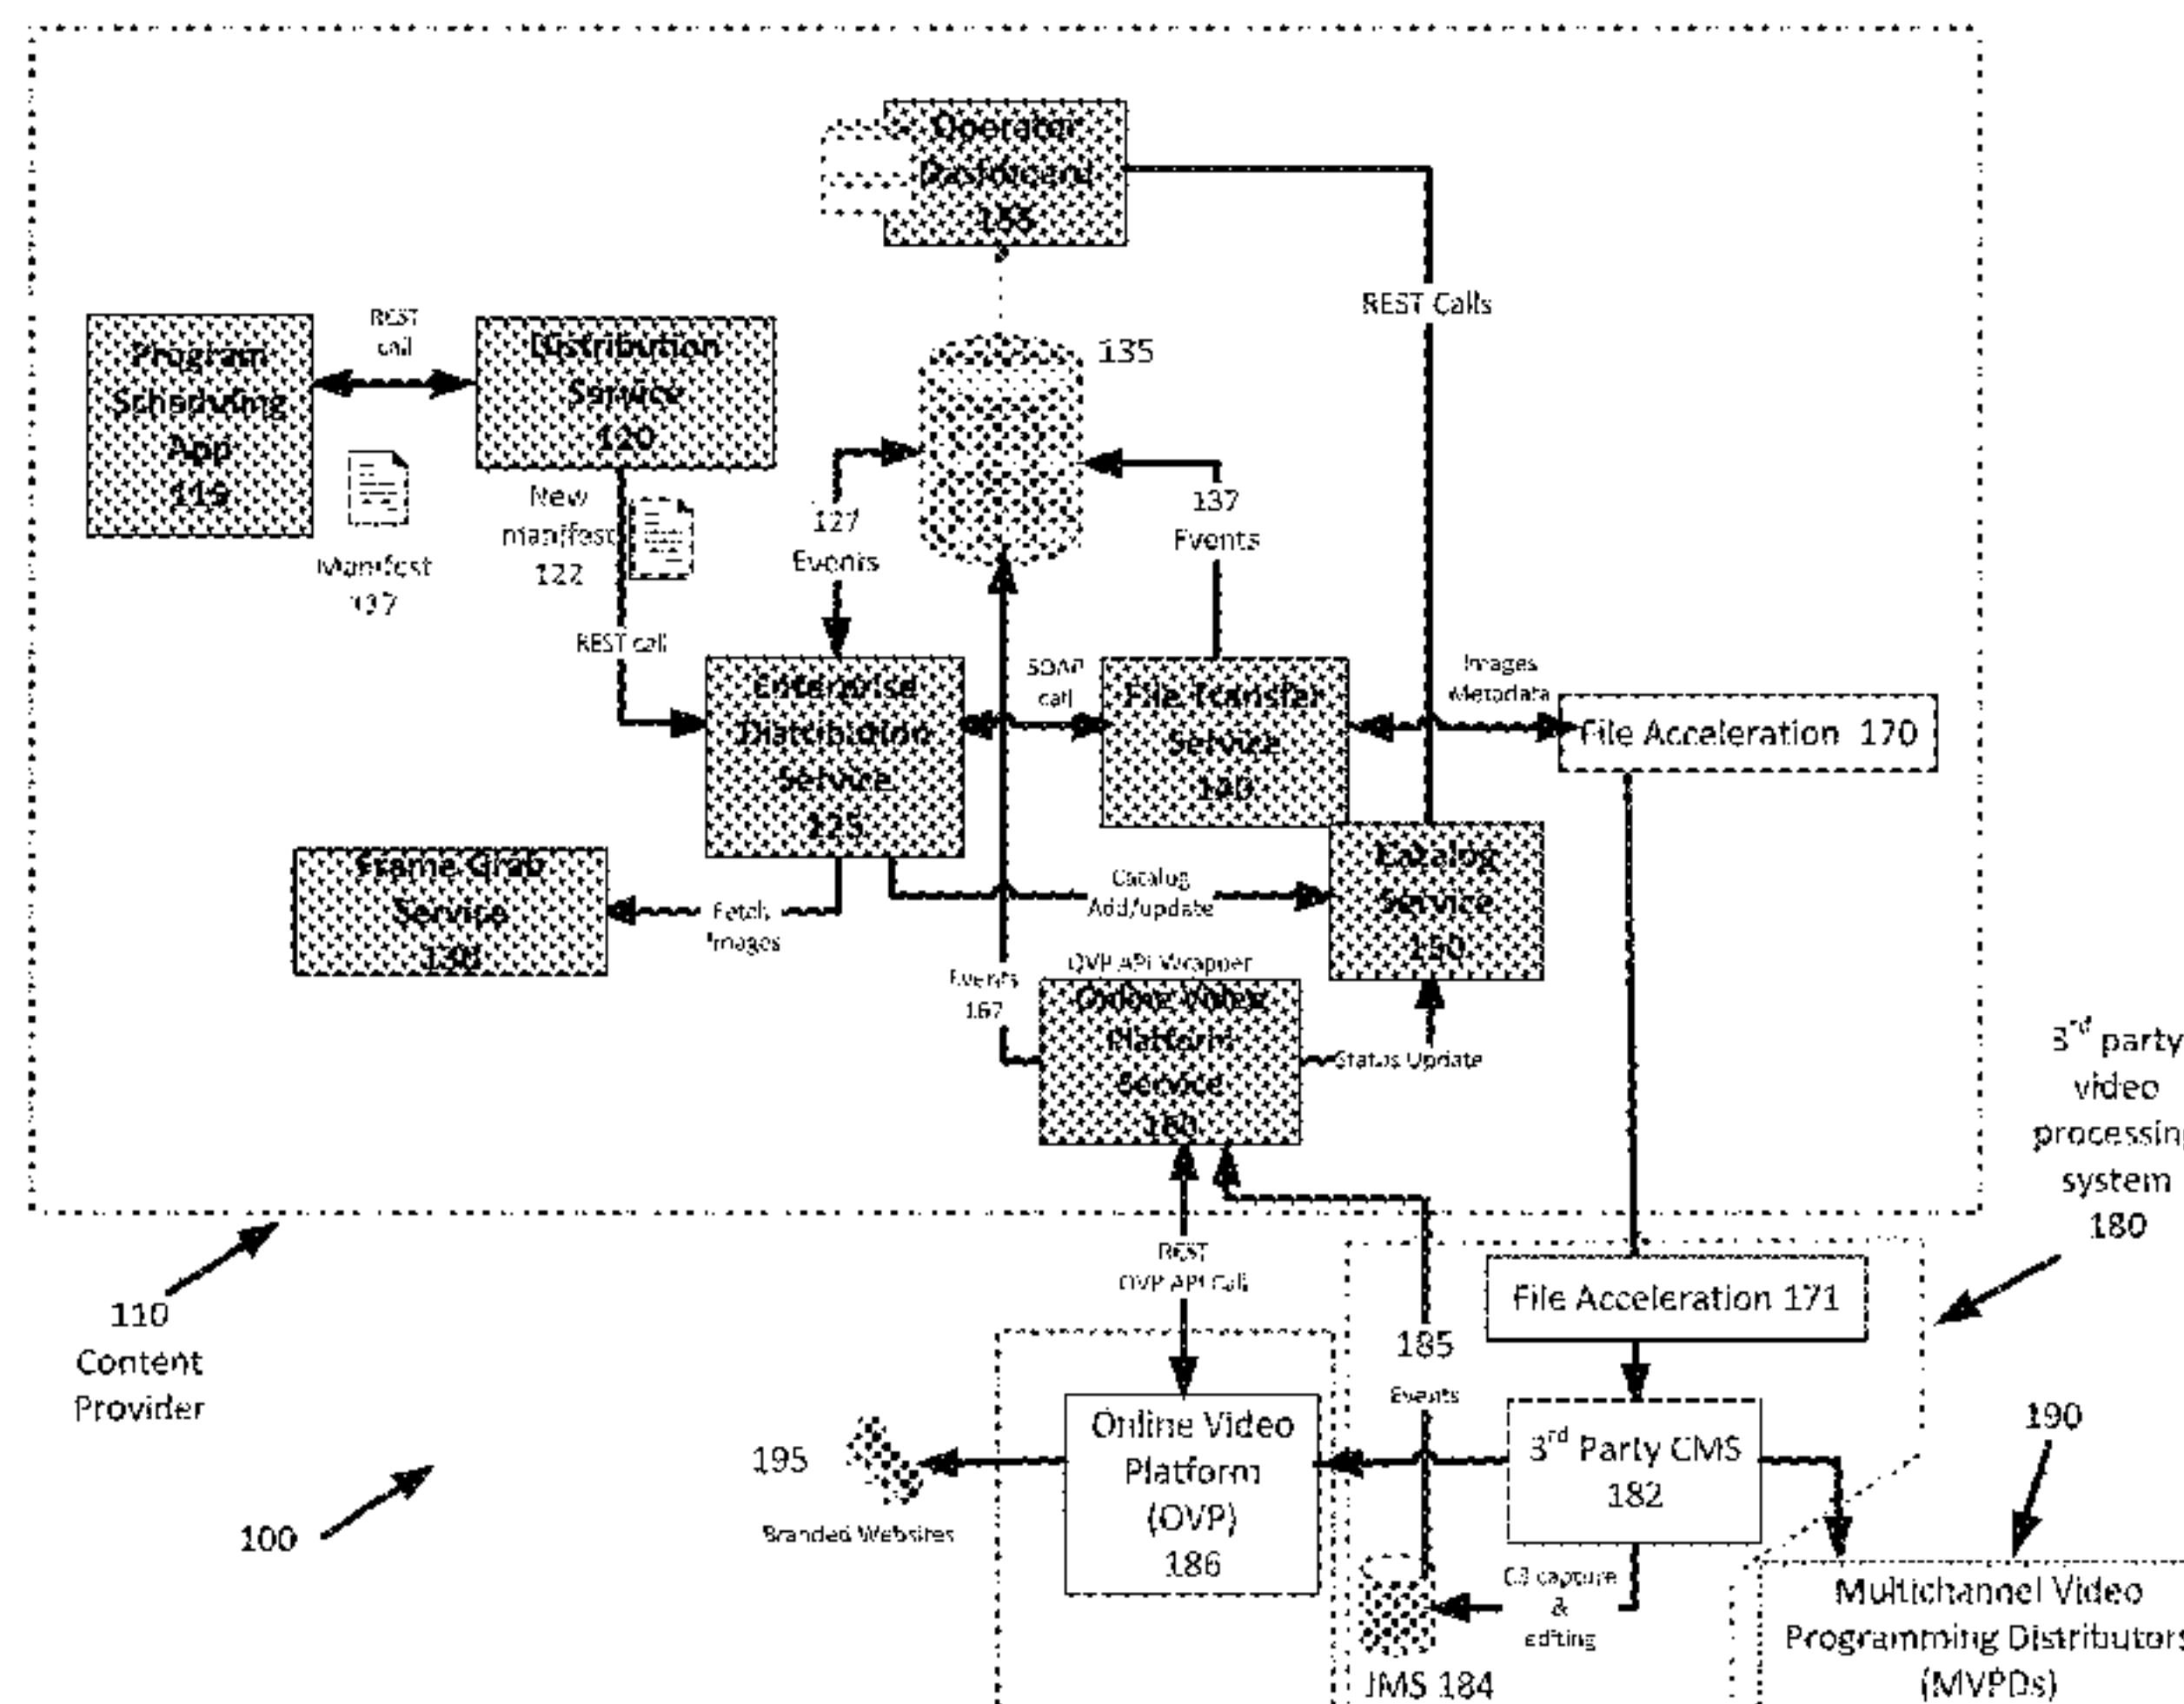 Operator
Dashboard
REST Calls
REST
call
Program
Scheduling
App
Distribution
Service
120
135
New
manifest
122
Manifest
127
Events
137
Events
REST call
SOAP
call
Images
Metadata
Enterprise
Distribution
Service
125
File Transfer
Service
140
File Acceleration 170
Frame Grab
Service
Fetch
Images
Catalog
Add/update
Catalog
Service
150
Events
167
OVP API Wrapper
Online Video
Platform
Service
160
Status Update
3rd party
video
processing
system
180
REST
OVP API Call
110
Content
Provider
File Acceleration 171
185
Events
195
Branded Websites
Online Video
Platform
(OVP)
186
3rd Party CMS
182
190
100
C3 capture
&
editing
JMS 184
Multichannel Video
Programming Distributors
(MVPDs)